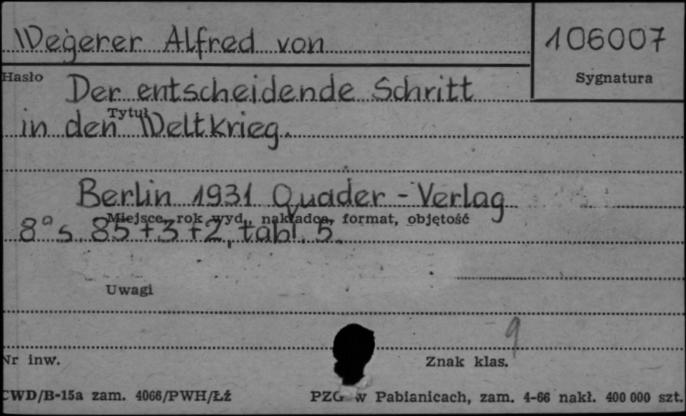 Wegerer Alfred von
106007
Hasło
Sygnatura
Der entscheidende Schritt
Tytuł
in den Weltkrieg.
Berlin 1931 Quader-Verlag
Miejsce, rok wyd., nakładca, format, objętość
8° s. 85+3+2, tabl. 5.
Uwagi
9
Nr inw.
Znak klas.
CWD/B-15a zam. 4066/PWH/Łź
PZG w Pabianicach, zam. 4-66 nakł. 400 000 szt.